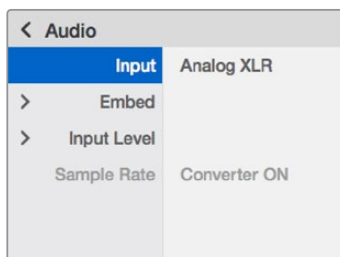 Audio
Input Analog XLR
Embed
Input Level
Sample Rate Converter ON